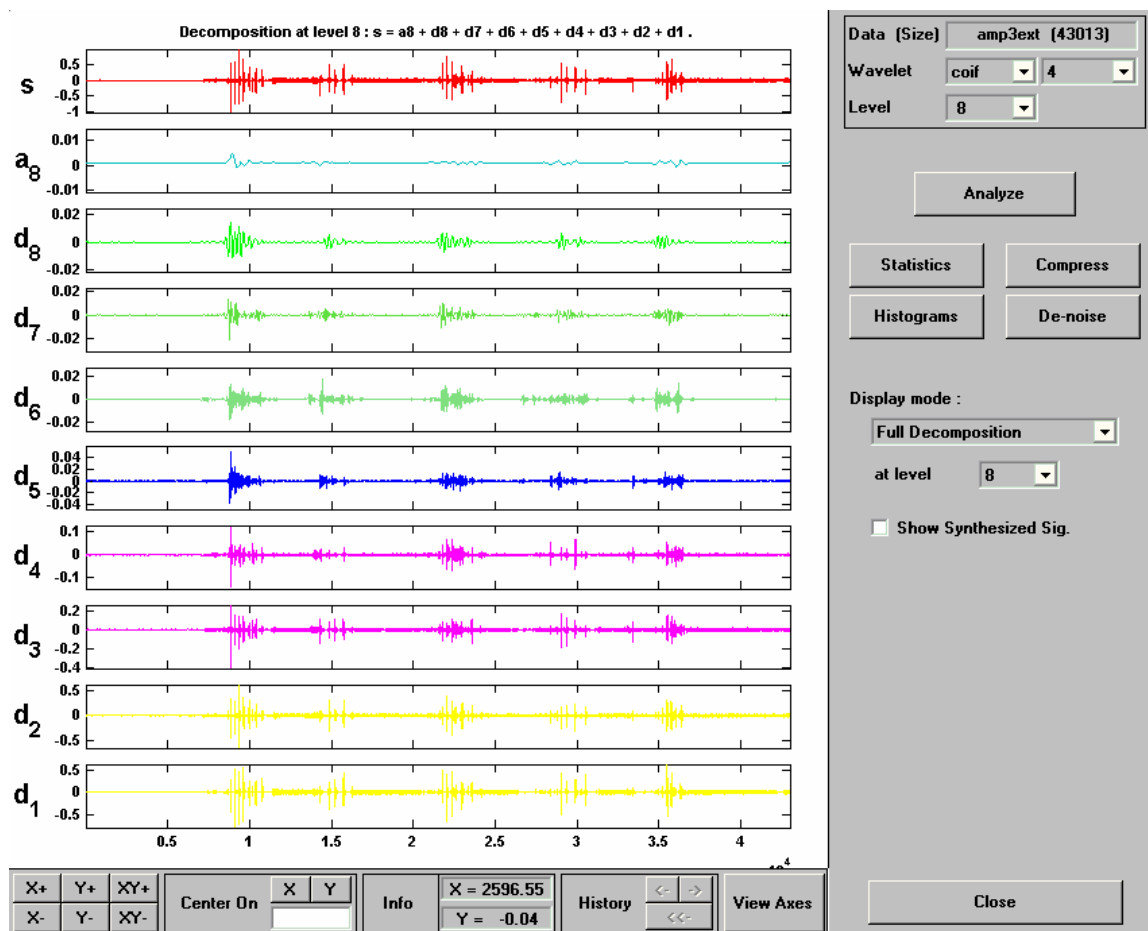 Decomposition at level 8 : s = a8 + d8 + d7 + d6 + d5 + d4 + d3 + d2 + d1 .
s
0.5
0
-0.5
-1
a8
0.01
0
-0.01
d8
0.02
0
-0.02
d7
0.02
0
-0.02
d6
0.02
0
-0.02
d5
0.04
0.02
0
-0.02
-0.04
d4
0.1
0
-0.1
d3
0.2
0
-0.2
-0.4
d2
0.5
0
-0.5
d1
0.5
0
-0.5
0.5 1 1.5 2 2.5 3 3.5 4
Data (Size) amp3ext (43013)
Wavelet coif 4
Level 8
Analyze
Statistics Compress
Histograms De-noise
Display mode :
Full Decomposition
at level 8
Show Synthesized Sig.
X+ Y+ XY+
X- Y- XY-
Center On X Y
Info X = 2596.55
Y = -0.04
History <- ->
<<-
View Axes
Close